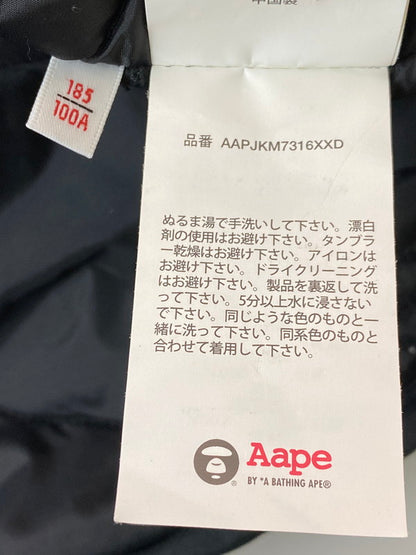 中国製
185
100A
品番 AAPJKM7316XXD
ぬるま湯で手洗いして下さい。漂白
剤の使用はお避け下さい。タンブラ
ー乾燥はお避け下さい。アイロンは
お避け下さい。ドライクリーニング
はお避け下さい。製品を裏返して洗
って下さい。5分以上水に浸さない
で下さい。同じような色のものと一
緒に洗って下さい。同系色のものと
合わせて着用して下さい。
Aape
BY *A BATHING APE®